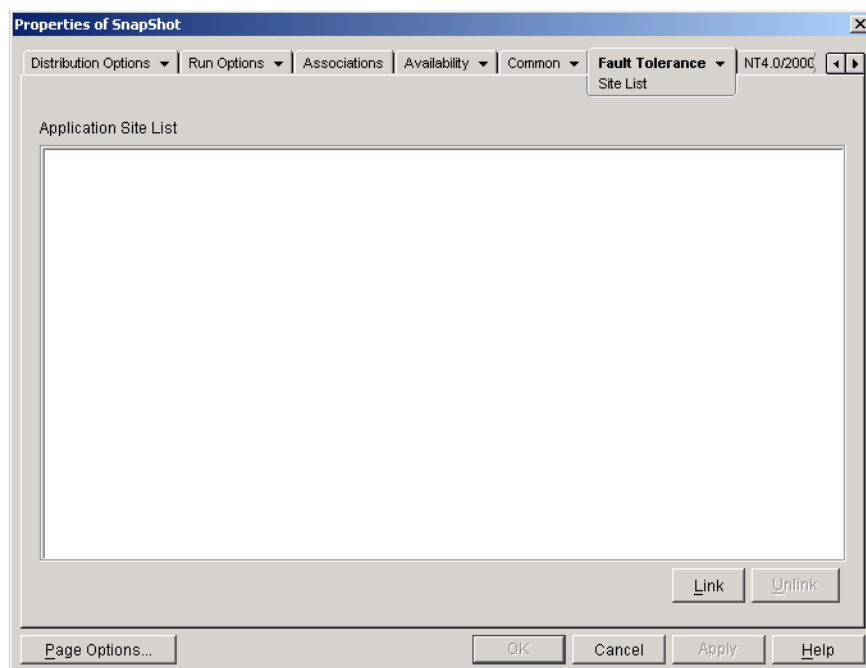 Properties of SnapShot
Distribution Options Run Options Associations Availability Common Fault Tolerance NT4.0/2000
Site List
Application Site List
Link Unlink
Page Options... OK Cancel Apply Help